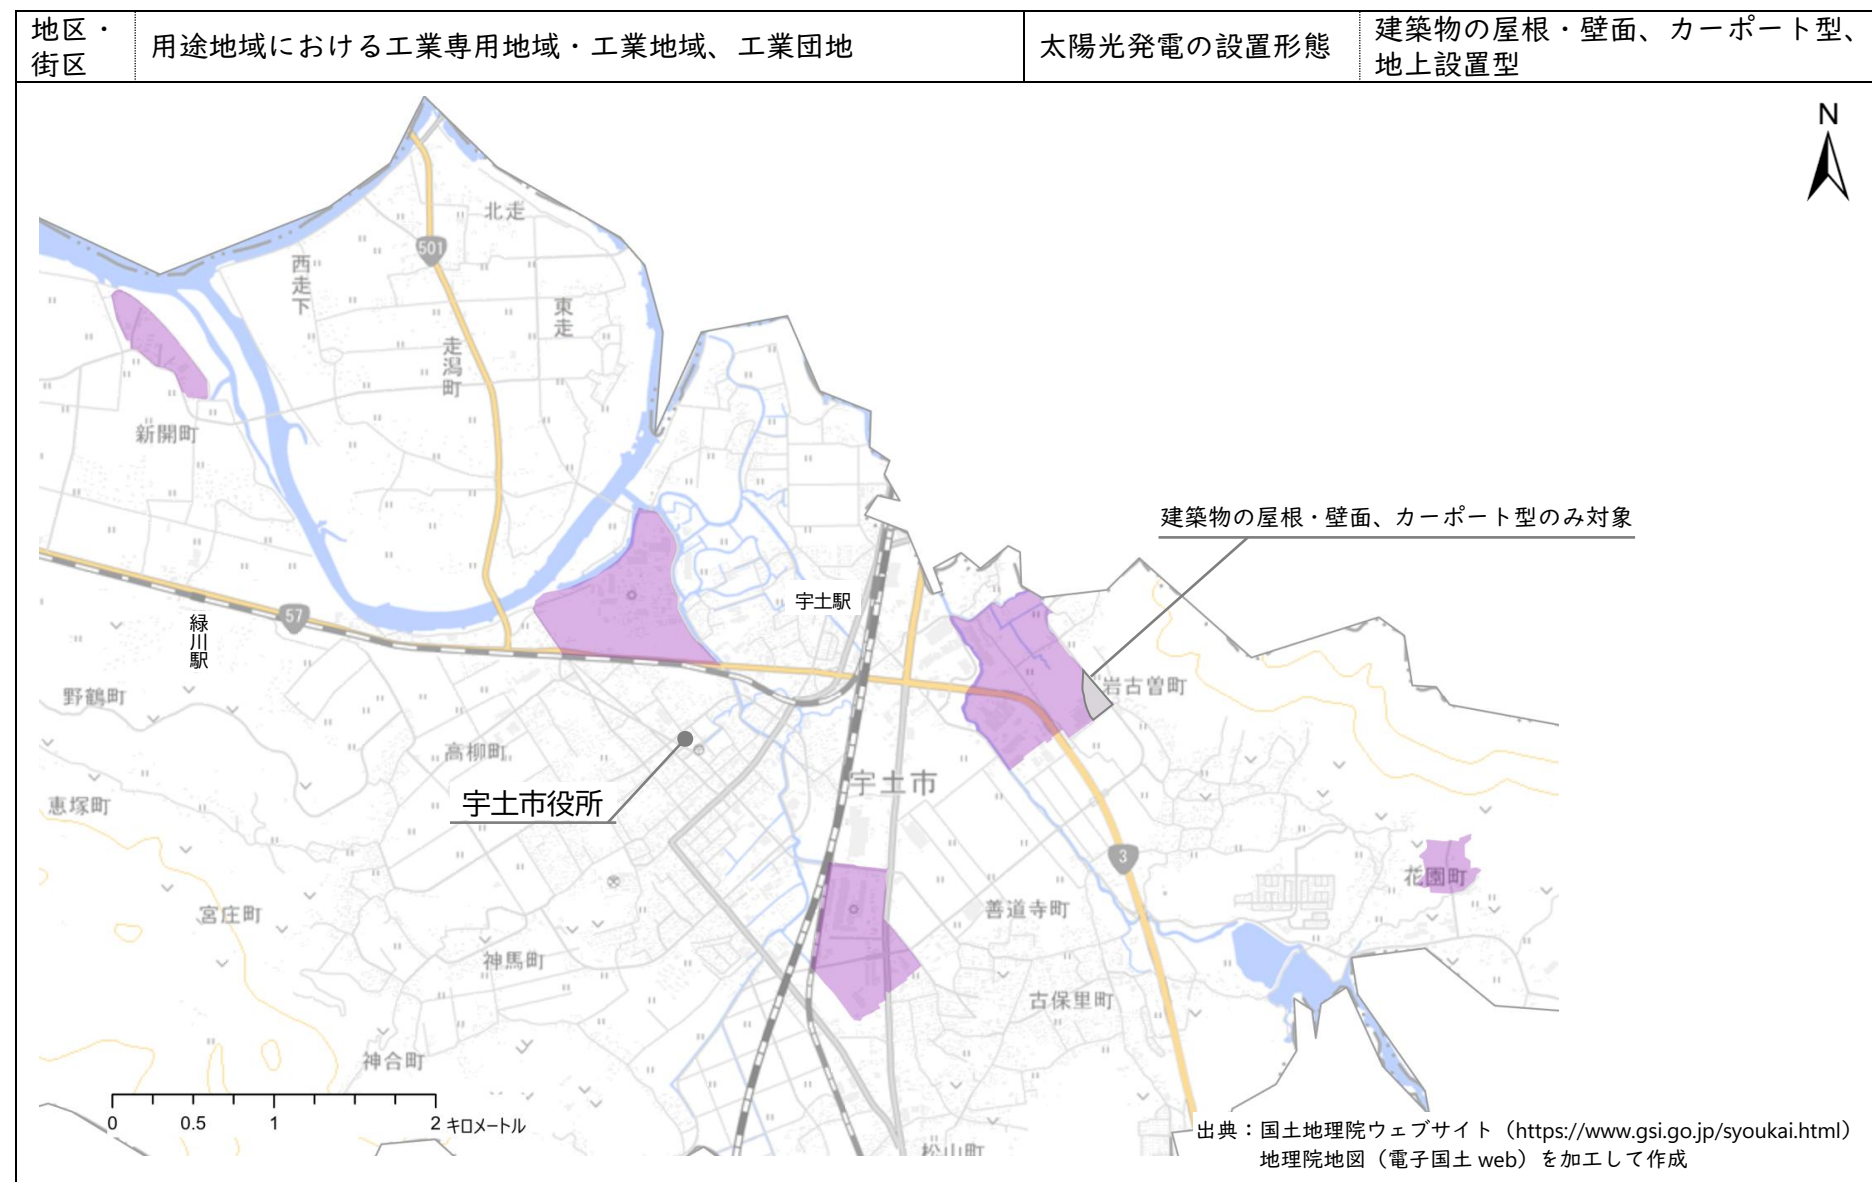 地区・
街区
用途地域における工業専用地域・工業地域、工業団地
太陽光発電の設置形態
建築物の屋根・壁面、カーポート型、
地上設置型
N
北走
501
西走下
東走
走潟町
新開町
建築物の屋根・壁面、カーポート型のみ対象
宇土駅
57
緑川駅
岩古曽町
野鶴町
高柳町
宇土市
宇土市役所
恵塚町
3
花園町
宮庄町
善道寺町
神馬町
古保里町
神合町
0 0.5 1 2 キロメートル
松山町
出典：国土地理院ウェブサイト（https://www.gsi.go.jp/syoukai.html）
地理院地図（電子国土 web）を加工して作成